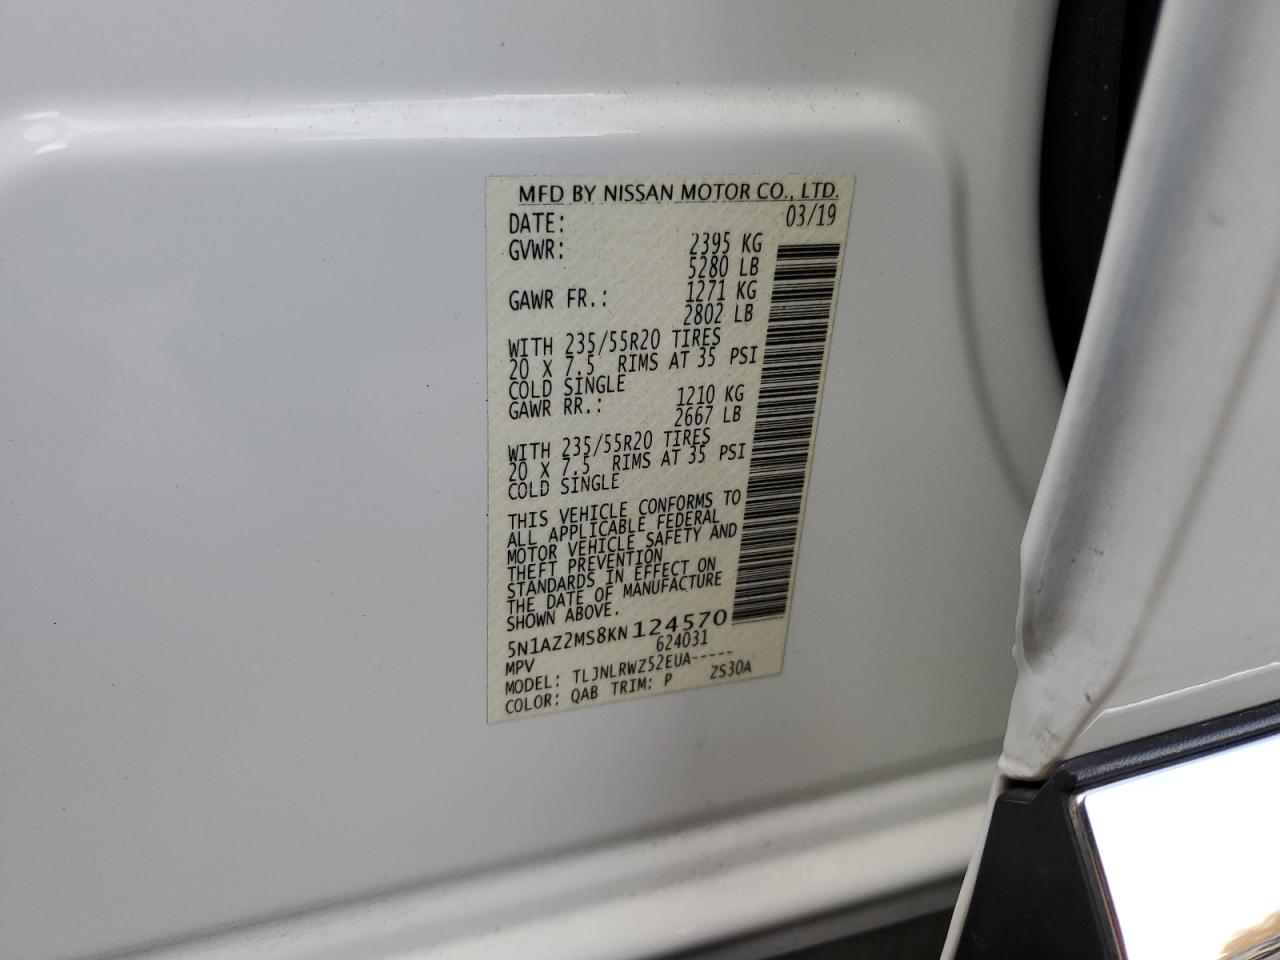 MFD BY NISSAN MOTOR CO., LTD.
DATE: 03/19
GVWR: 2395 KG
5280 LB
GAWR FR.: 1271 KG
2802 LB
WITH 235/55R20 TIRES
20 X 7.5 RIMS AT 35 PSI
COLD SINGLE
GAWR RR.: 1210 KG
2667 LB
WITH 235/55R20 TIRES
20 X 7.5 RIMS AT 35 PSI
COLD SINGLE
THIS VEHICLE CONFORMS TO
ALL APPLICABLE FEDERAL
MOTOR VEHICLE SAFETY AND
THEFT PREVENTION
STANDARDS IN EFFECT ON
THE DATE OF MANUFACTURE
SHOWN ABOVE.
5N1AZ2MS8KN124570
MPV 624031
MODEL: TLJNLRWZ52EUA-----
COLOR: QAB TRIM: P ZS30A